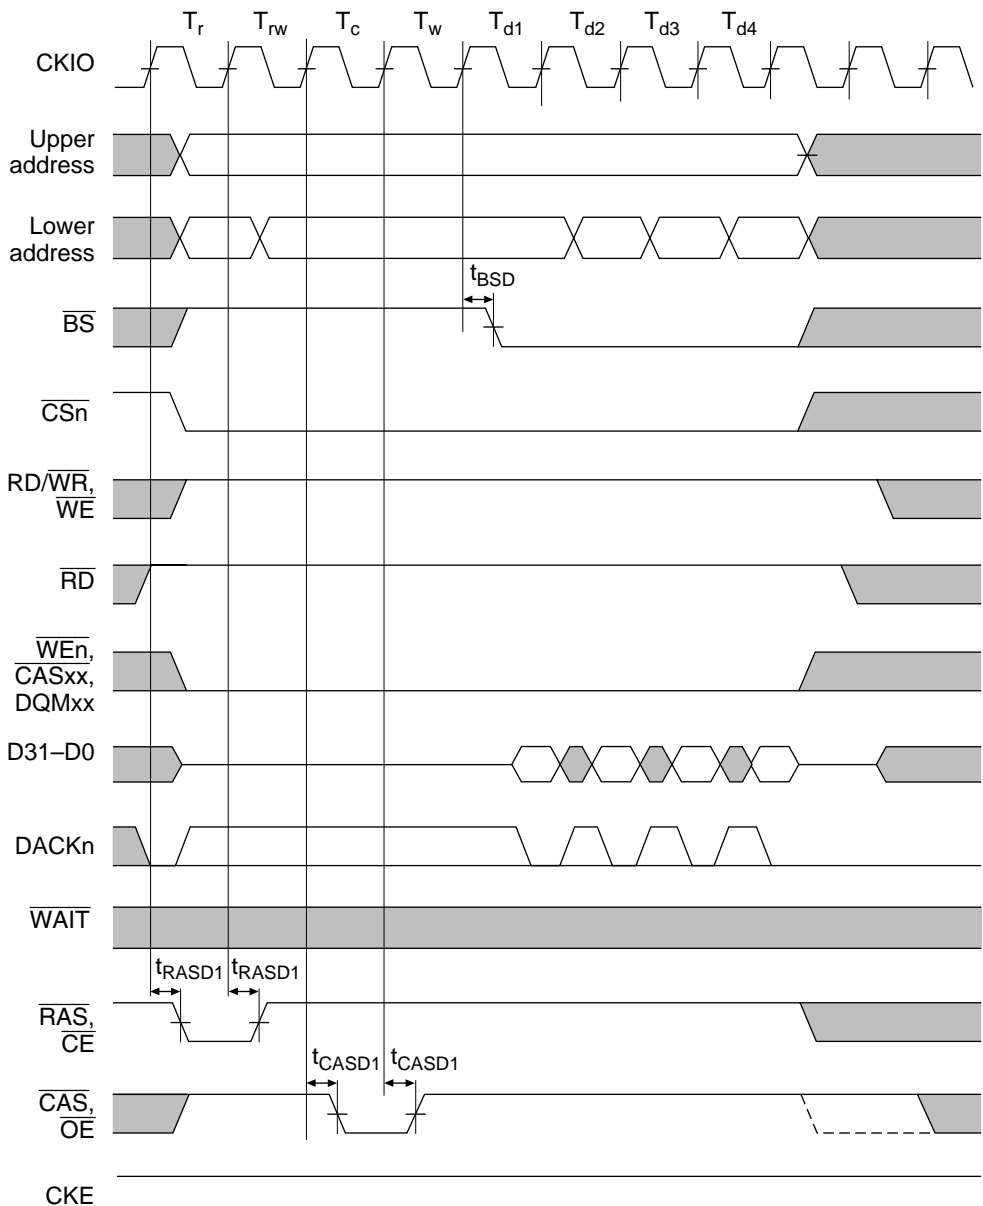 Tr Trw Tc Tw Td1 Td2 Td3 Td4
CKIO
Upper
address
Lower
address
tBSD
BS
CSn
RD/WR,
WE
RD
WEn,
CASxx,
DQMxx
D31–D0
DACKn
WAIT
tRASD1 tRASD1
RAS,
CE
tCASD1 tCASD1
CAS,
OE
CKE